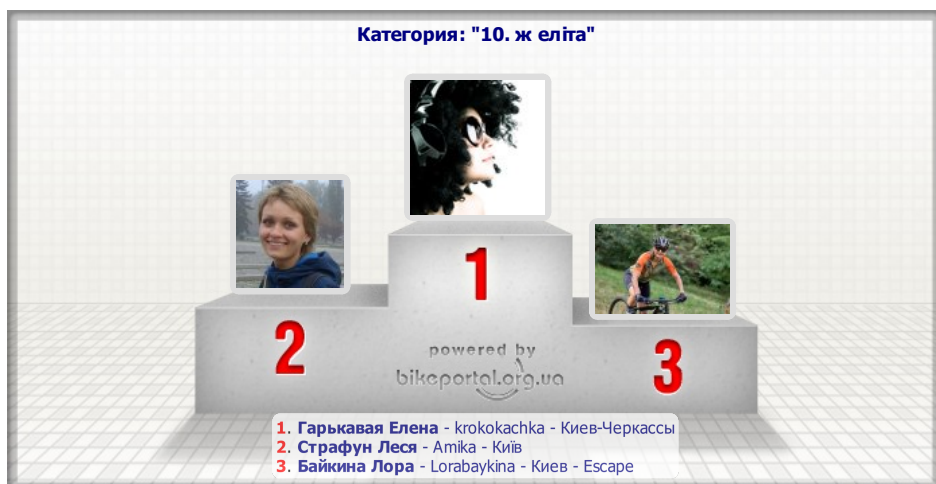 Категория: "10. ж еліта"
1
2
3
powered by
bikeportal.org.ua
1. Гарькавая Елена - krokokachka - Киев-Черкассы
2. Страфун Леся - Amika - Київ
3. Байкина Лора - Lorabaykina - Киев - Escape